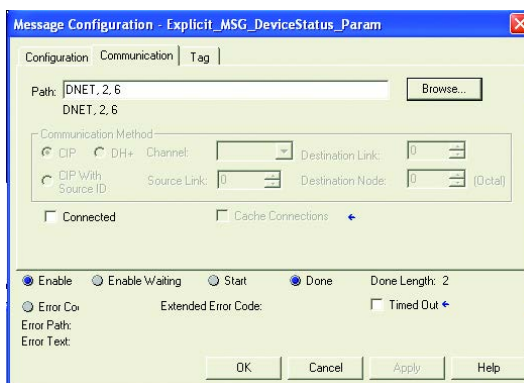 Message Configuration - Explicit_MSG_DeviceStatus_Param
Configuration Communication Tag
Path: DNET, 2, 6 Browse...
DNET, 2, 6
Communication Method
CIP DH+ Channel: Destination Link: 0
CIP With Source ID Source Link: 0 Destination Node: 0 (Octal)
Connected Cache Connections ←
Enable Enable Waiting Start Done Done Length: 2
Error Co Extended Error Code: Timed Out ←
Error Path:
Error Text:
OK Cancel Apply Help